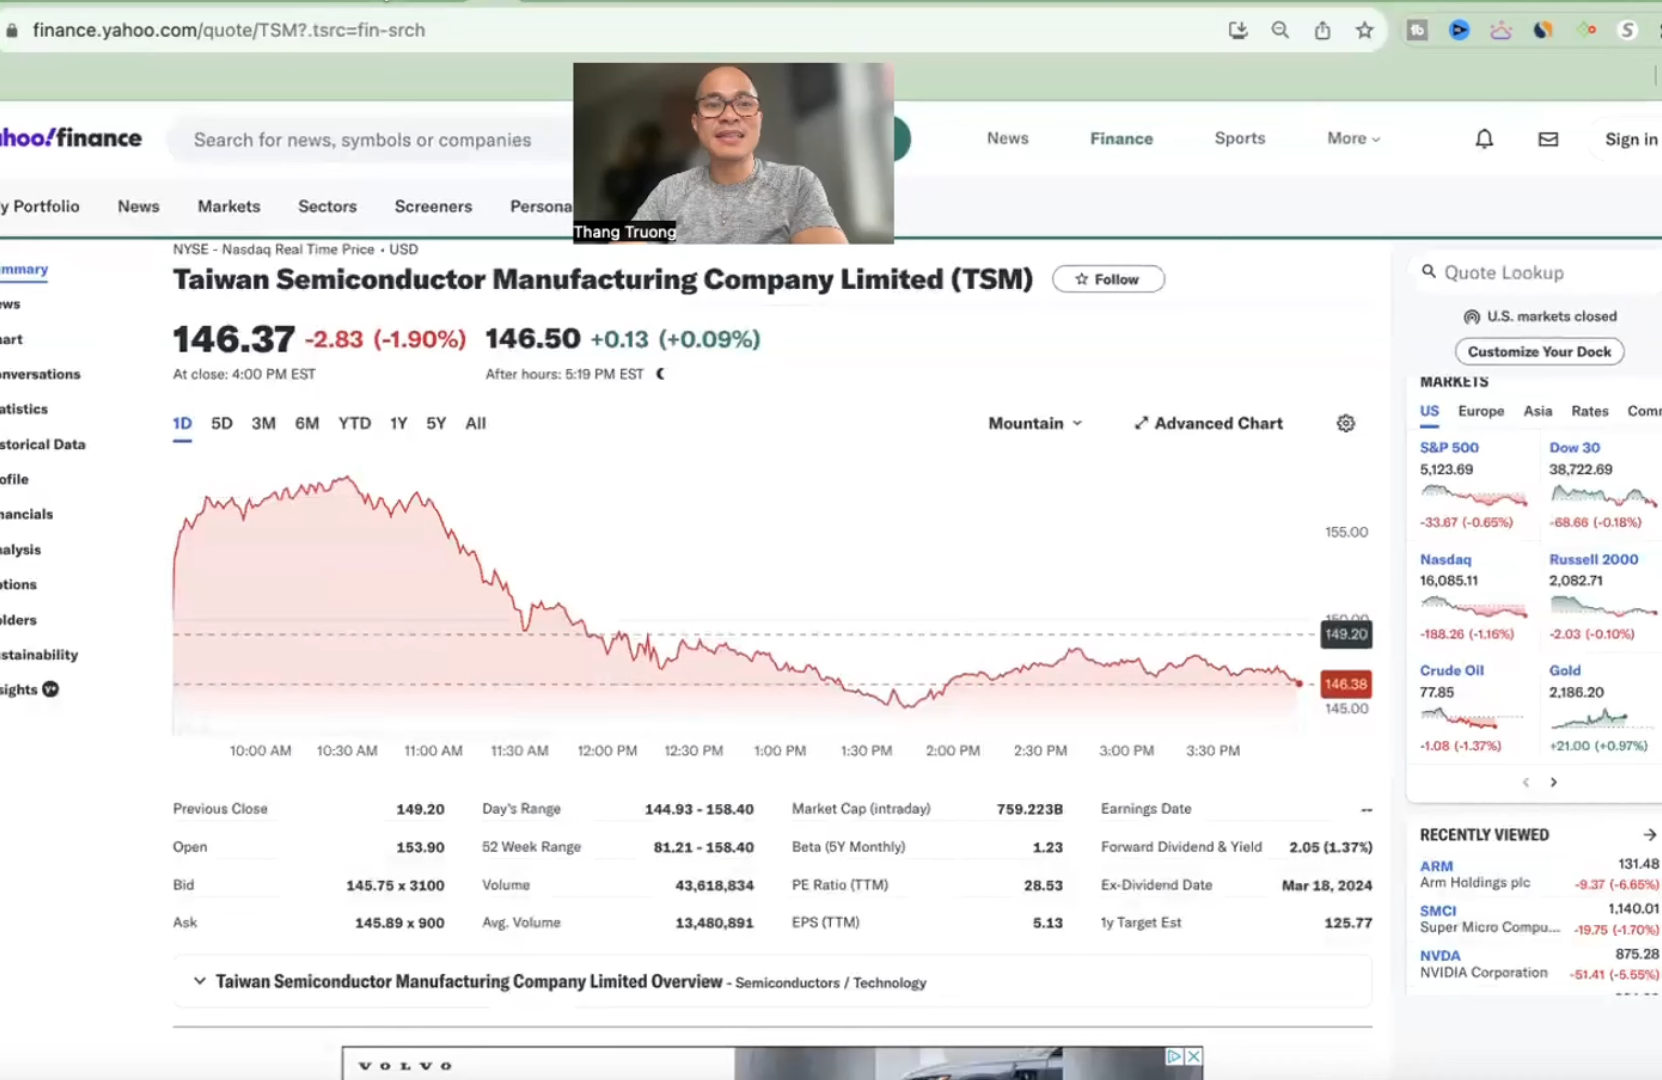 finance.yahoo.com/quote/TSM?.tsrc=fin-srch
hoo!finance
Search for news, symbols or companies
News Finance Sports More
Sign in
y Portfolio News Markets Sectors Screeners Persona
Thang Truong
mmary
ews
art
nversations
atistics
storical Data
ofile
nancials
nalysis
tions
lders
stainability
sights
NYSE - Nasdaq Real Time Price • USD
Taiwan Semiconductor Manufacturing Company Limited (TSM)
Follow
146.37 -2.83 (-1.90%) 146.50 +0.13 (+0.09%)
At close: 4:00 PM EST After hours: 5:19 PM EST
1D 5D 3M 6M YTD 1Y 5Y All
Mountain Advanced Chart
155.00
150.00
149.20
146.38
145.00
10:00 AM 10:30 AM 11:00 AM 11:30 AM 12:00 PM 12:30 PM 1:00 PM 1:30 PM 2:00 PM 2:30 PM 3:00 PM 3:30 PM
Previous Close 149.20 Day's Range 144.93 - 158.40 Market Cap (intraday) 759.223B Earnings Date --
Open 153.90 52 Week Range 81.21 - 158.40 Beta (5Y Monthly) 1.23 Forward Dividend & Yield 2.05 (1.37%)
Bid 145.75 x 3100 Volume 43,618,834 PE Ratio (TTM) 28.53 Ex-Dividend Date Mar 18, 2024
Ask 145.89 x 900 Avg. Volume 13,480,891 EPS (TTM) 5.13 1y Target Est 125.77
Taiwan Semiconductor Manufacturing Company Limited Overview - Semiconductors / Technology
VOLVO
Quote Lookup
U.S. markets closed
Customize Your Dock
MARKETS
US Europe Asia Rates Comm
S&P 500 Dow 30
5,123.69 38,722.69
-33.67 (-0.65%) -68.66 (-0.18%)
Nasdaq Russell 2000
16,085.11 2,082.71
-188.26 (-1.16%) -2.03 (-0.10%)
Crude Oil Gold
77.85 2,186.20
-1.08 (-1.37%) +21.00 (+0.97%)
RECENTLY VIEWED
ARM 131.48
Arm Holdings plc -9.37 (-6.65%)
SMCI 1,140.01
Super Micro Compu... -19.75 (-1.70%)
NVDA 875.28
NVIDIA Corporation -51.41 (-5.55%)